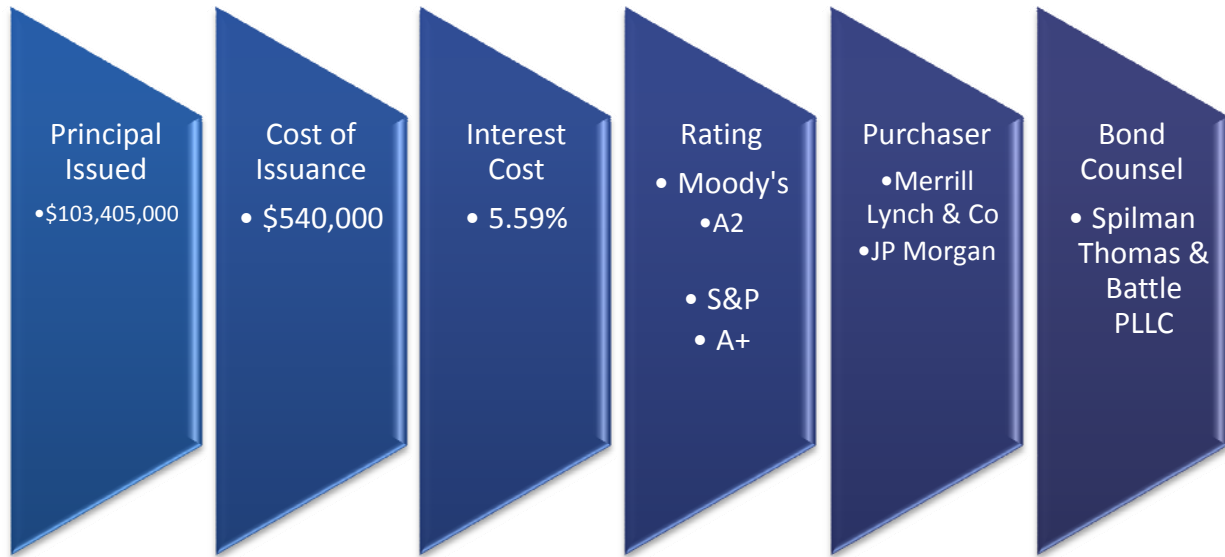 Principal
Issued
•$103,405,000
Cost of
Issuance
• $540,000
Interest
Cost
• 5.59%
Rating
• Moody's
•A2
• S&P
• A+
Purchaser
•Merrill
Lynch & Co
•JP Morgan
Bond
Counsel
• Spilman
Thomas &
Battle
PLLC